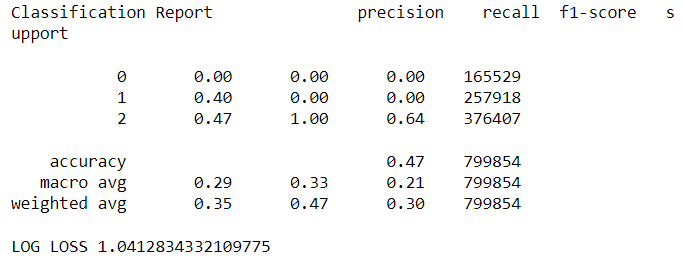 Classification Report              precision    recall  f1-score   s
upport

           0       0.00      0.00      0.00    165529
           1       0.40      0.00      0.00    257918
           2       0.47      1.00      0.64    376407

    accuracy                           0.47    799854
   macro avg       0.29      0.33      0.21    799854
weighted avg       0.35      0.47      0.30    799854

LOG LOSS 1.0412834332109775